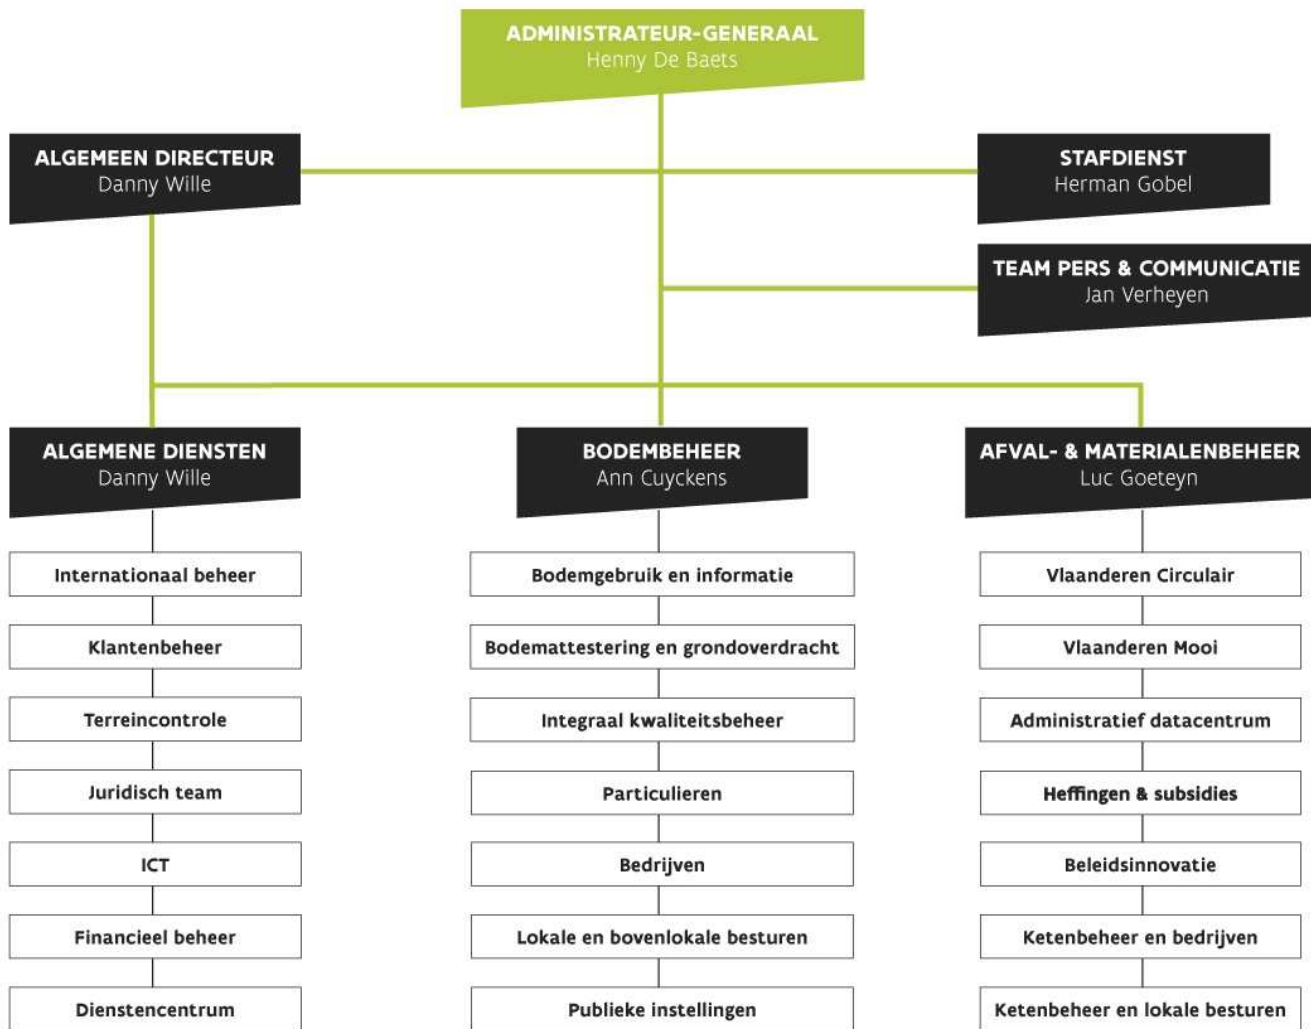 ADMINISTRATEUR-GENERAAL
Henny De Baets
ALGEMEEN DIRECTEUR
Danny Wille
STAFDIENST
Herman Gobel
TEAM PERS & COMMUNICATIE
Jan Verheyen
ALGEMENE DIENSTEN
Danny Wille
Internationaal beheer
Klantenbeheer
Terreincontrole
Juridisch team
ICT
Financieel beheer
Dienstencentrum
BODEMBEHEER
Ann Cuyckens
Bodemgebruik en informatie
Bodemattestering en grondoverdracht
Integraal kwaliteitsbeheer
Particulieren
Bedrijven
Lokale en bovenlokale besturen
Publieke instellingen
AFVAL- & MATERIALENBEHEER
Luc Goeteyn
Vlaanderen Circulair
Vlaanderen Mooi
Administratief datacentrum
Heffingen & subsidies
Beleidsinnovatie
Ketenbeheer en bedrijven
Ketenbeheer en lokale besturen